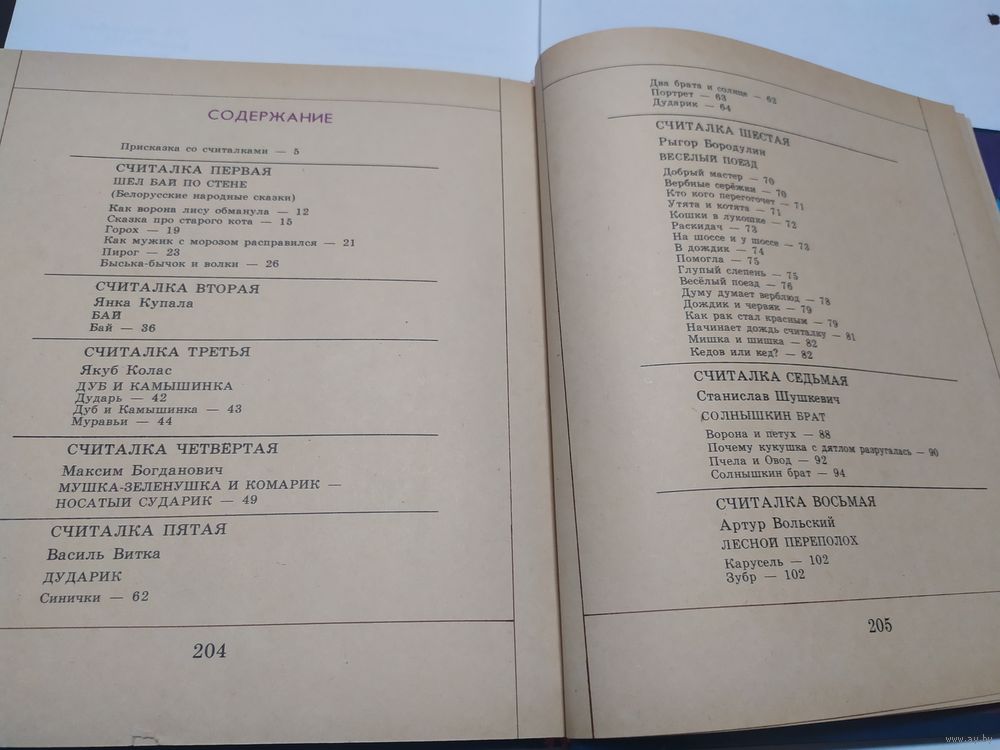 СОДЕРЖАНИЕ
Присказка со считалками — 5
СЧИТАЛКА ПЕРВАЯ
ШЕЛ БАЙ ПО СТЕНЕ
(Белорусские народные сказки)
Как ворона лису обманула — 12
Сказка про старого кота — 15
Горох — 19
Как мужик с морозом расправился — 21
Пирог — 23
Быська-бычок и волки — 26
СЧИТАЛКА ВТОРАЯ
Янка Купала
БАЙ
Бай — 36
СЧИТАЛКА ТРЕТЬЯ
Якуб Колас
ДУБ И КАМЫШИНКА
Дударь — 42
Дуб и Камышинка — 43
Муравьи — 44
СЧИТАЛКА ЧЕТВЁРТАЯ
Максим Богданович
МУШКА-ЗЕЛЕНУШКА И КОМАРИК —
НОСАТЫЙ СУДАРИК — 49
СЧИТАЛКА ПЯТАЯ
Василь Витка
ДУДАРИК
Синички — 62
204
Два брата и солнце — 62
Портрет — 63
Дударик — 64
СЧИТАЛКА ШЕСТАЯ
Рыгор Бородулин
ВЕСЕЛЫЙ ПОЕЗД
Добрый мастер — 70
Вербные серёжки — 70
Кто кого перегогочет — 71
Утята и котята — 71
Кошки в лукошке — 72
Раскидач — 73
На шоссе и у шоссе — 73
В дождик — 74
Помогла — 75
Глупый слепень — 75
Весёлый поезд — 76
Думу думает верблюд — 78
Дождик и червяк — 79
Как рак стал красным — 79
Начинает дождь считалку — 81
Мишка и шишка — 82
Кедов или кед? — 82
СЧИТАЛКА СЕДЬМАЯ
Станислав Шушкевич
СОЛНЫШКИН БРАТ
Ворона и петух — 88
Почему кукушка с дятлом разругалась — 90
Пчела и Овод — 92
Солнышкин брат — 94
СЧИТАЛКА ВОСЬМАЯ
Артур Вольский
ЛЕСНОЙ ПЕРЕПОЛОХ
Карусель — 102
Зубр — 102
205
www.ay.by